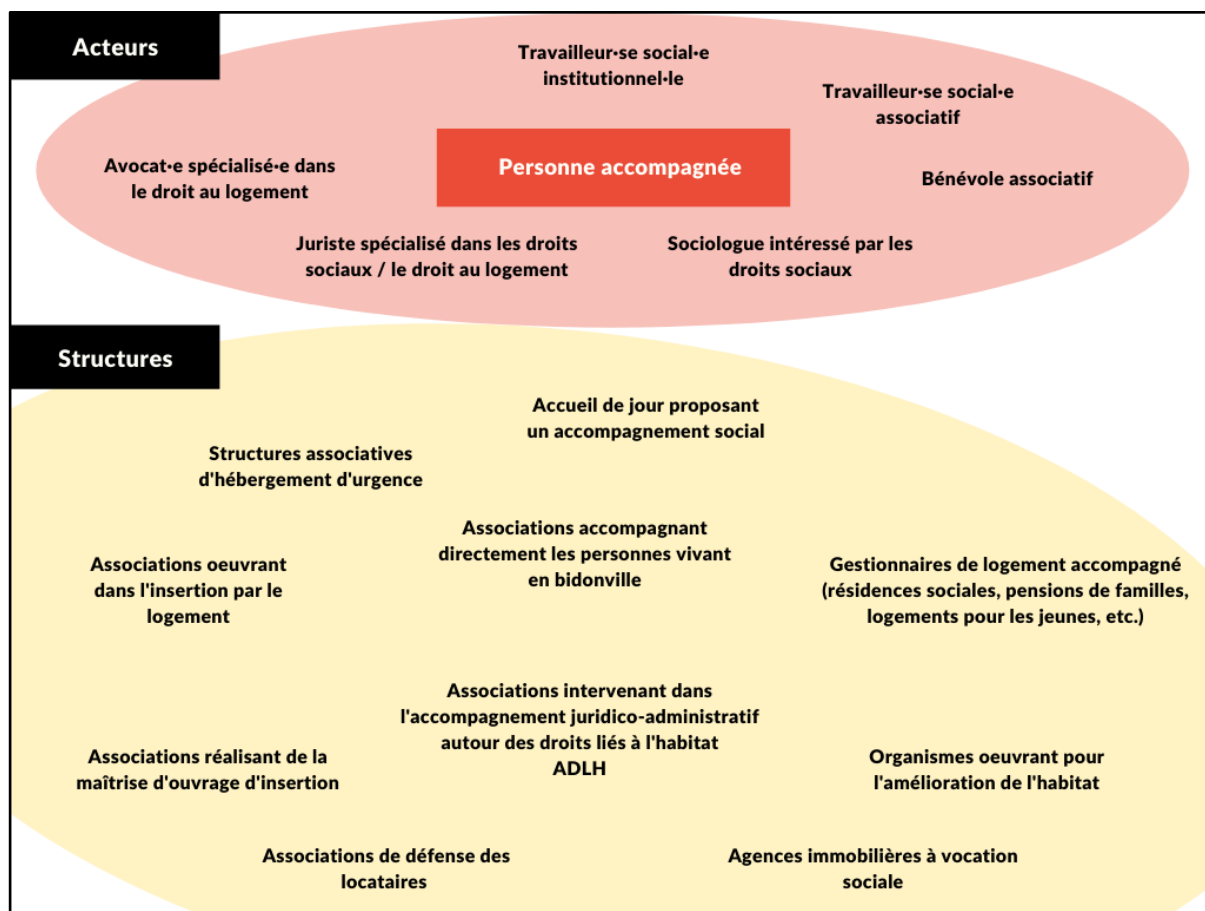 Acteurs
Travailleur·se social·e
institutionnel·le
Travailleur·se social·e
associatif
Avocat·e spécialisé·e dans
le droit au logement
Personne accompagnée
Bénévole associatif
Juriste spécialisé dans les droits
sociaux / le droit au logement
Sociologue intéressé par les
droits sociaux
Structures
Accueil de jour proposant
un accompagnement social
Structures associatives
d'hébergement d'urgence
Associations accompagnant
directement les personnes vivant
en bidonville
Associations oeuvrant
dans l'insertion par le
logement
Gestionnaires de logement accompagné
(résidences sociales, pensions de familles,
logements pour les jeunes, etc.)
Associations intervenant dans
l'accompagnement juridico-administratif
autour des droits liés à l'habitat
ADLH
Associations réalisant de la
maîtrise d'ouvrage d'insertion
Organismes oeuvrant pour
l'amélioration de l'habitat
Associations de défense des
locataires
Agences immobilières à vocation
sociale